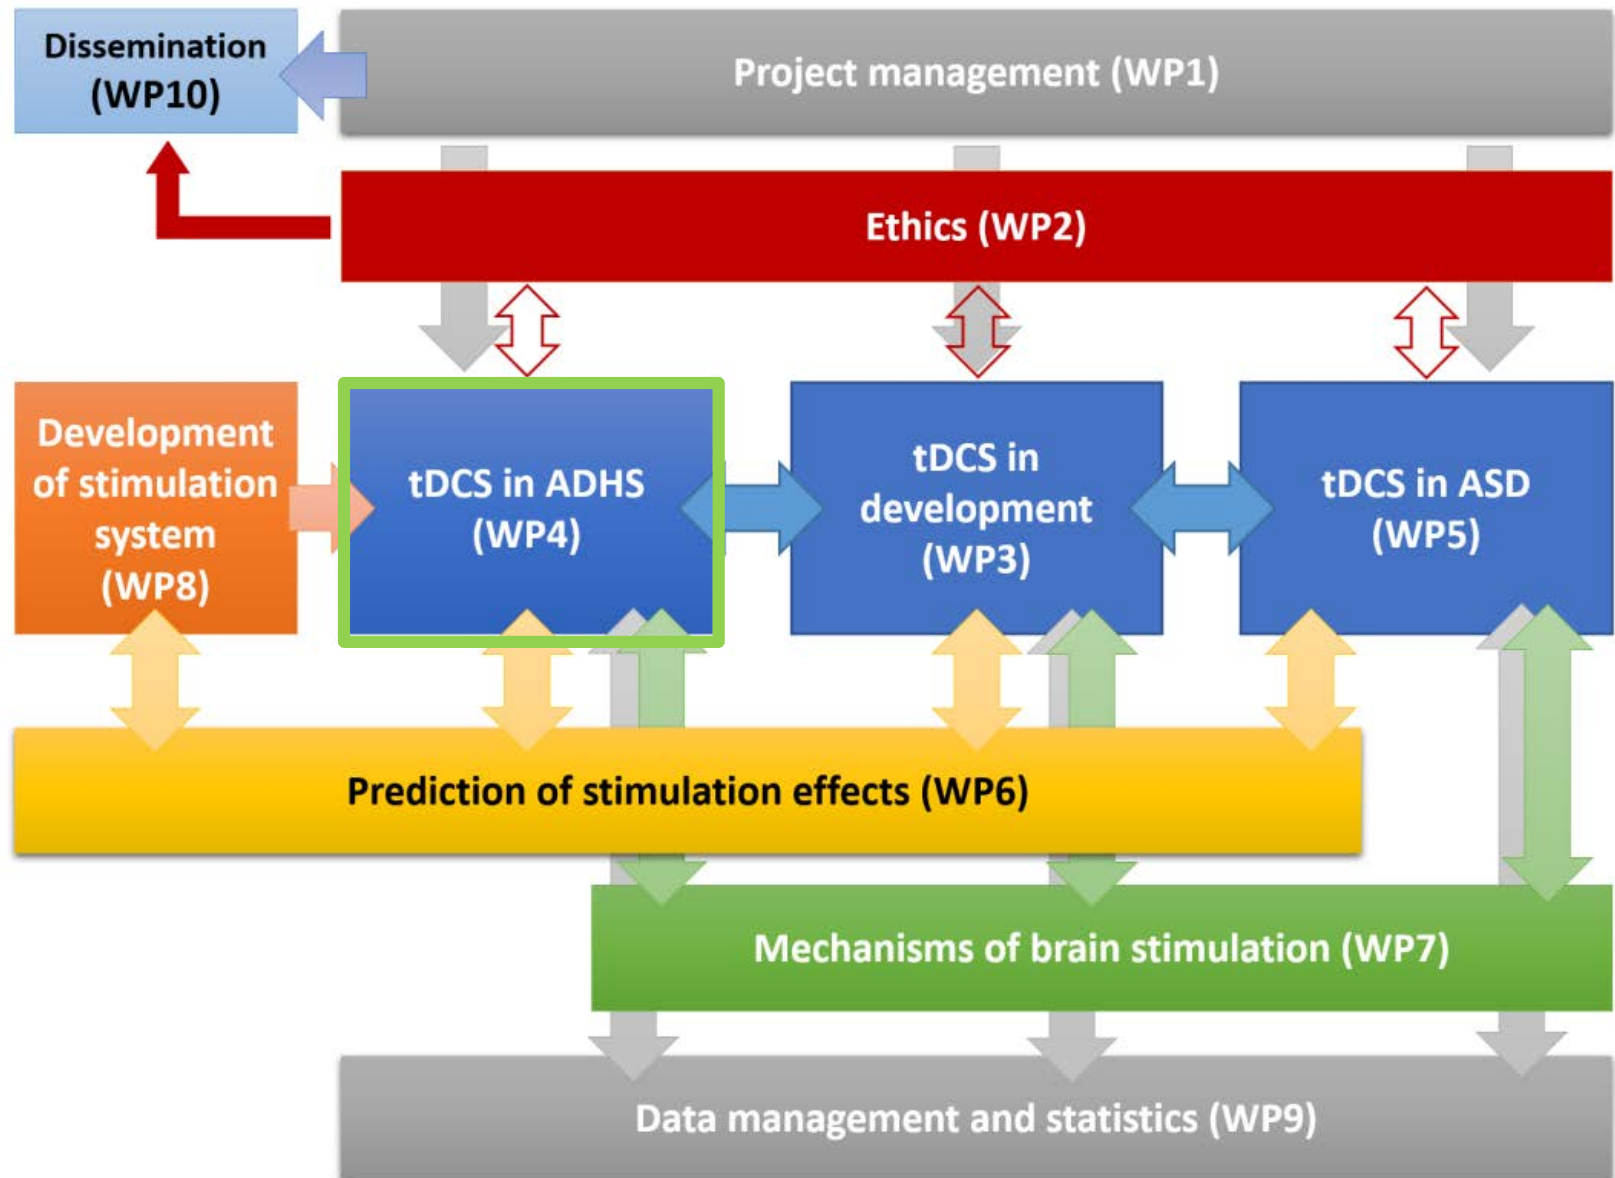 Dissemination
(WP10)
Project management (WP1)
Ethics (WP2)
Development
of stimulation
system
(WP8)
tDCS in ADHS
(WP4)
tDCS in
development
(WP3)
tDCS in ASD
(WP5)
Prediction of stimulation effects (WP6)
Mechanisms of brain stimulation (WP7)
Data management and statistics (WP9)